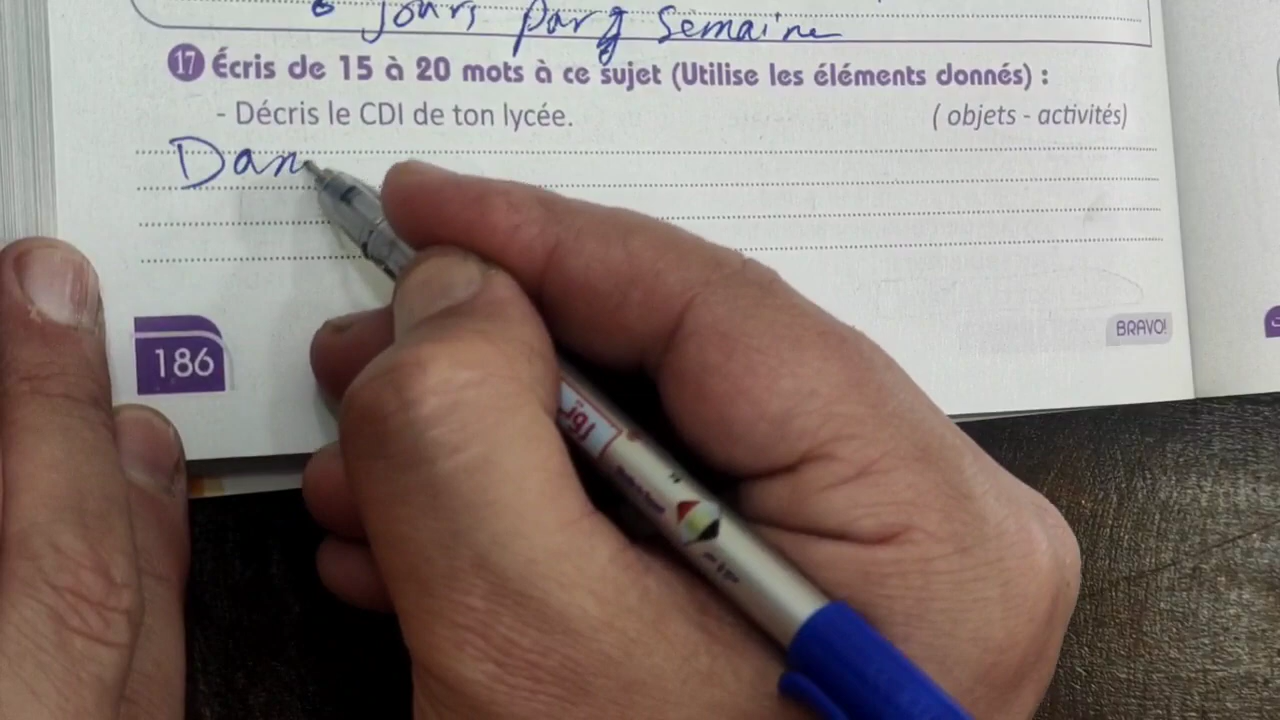 6 jours par semaine
17 Écris de 15 à 20 mots à ce sujet (Utilise les éléments donnés) :
- Décris le CDI de ton lycée. ( objets - activités)
Dan
186
BRAVO!